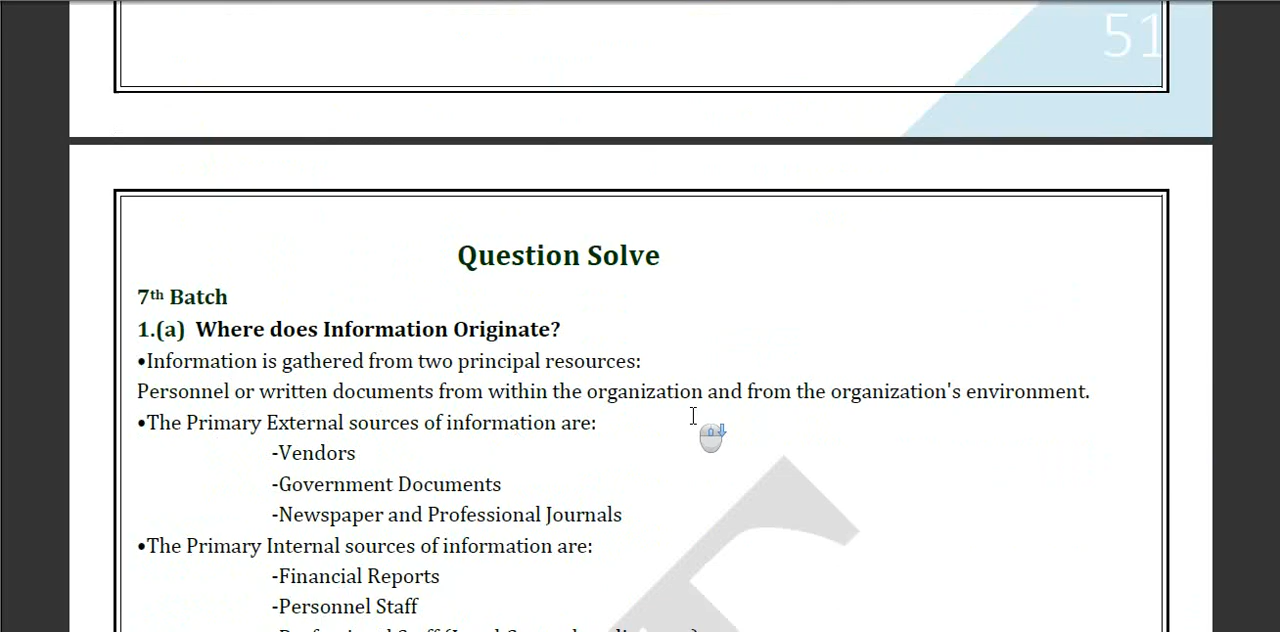 51
Question Solve
7th Batch
1.(a) Where does Information Originate?
•Information is gathered from two principal resources:
Personnel or written documents from within the organization and from the organization's environment.
•The Primary External sources of information are:
-Vendors
-Government Documents
-Newspaper and Professional Journals
•The Primary Internal sources of information are:
-Financial Reports
-Personnel Staff